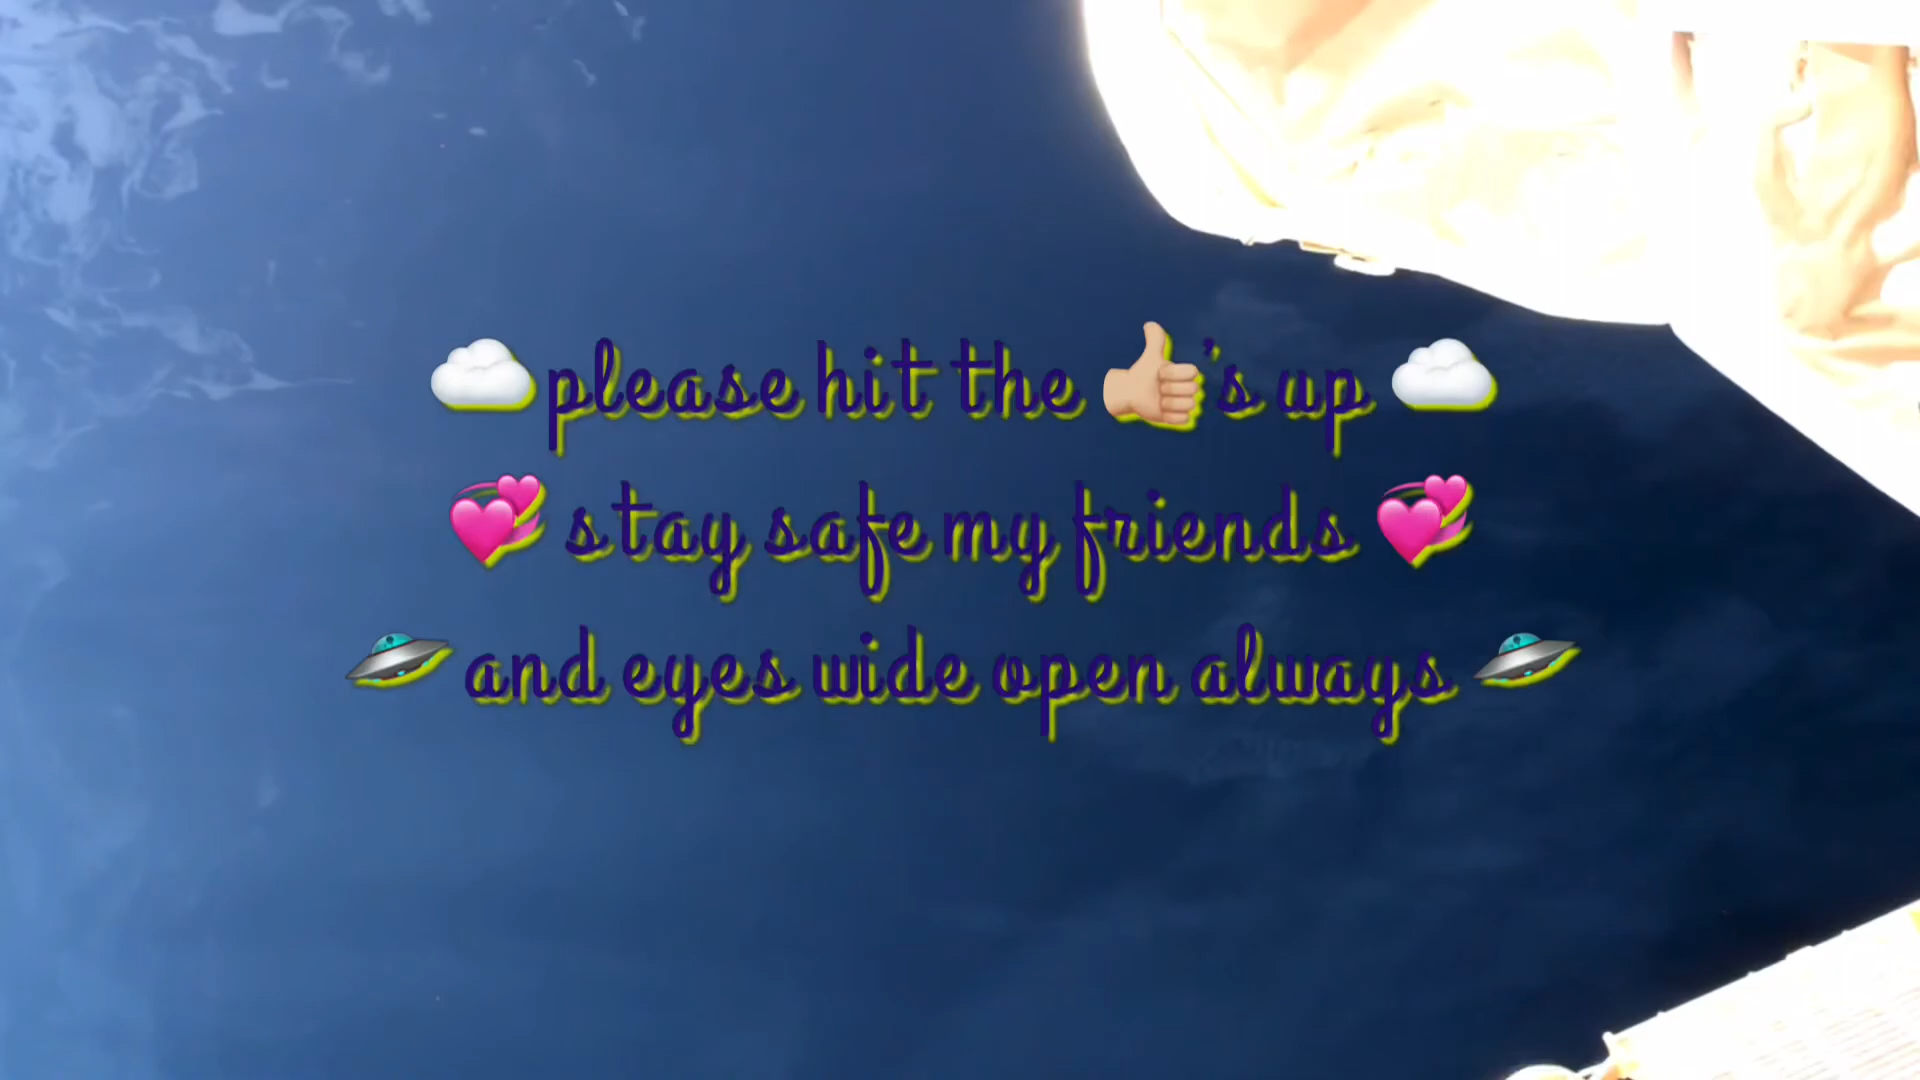 ☁️ please hit the 👍🏼's up ☁️
💞 stay safe my friends 💞
🛸 and eyes wide open always 🛸